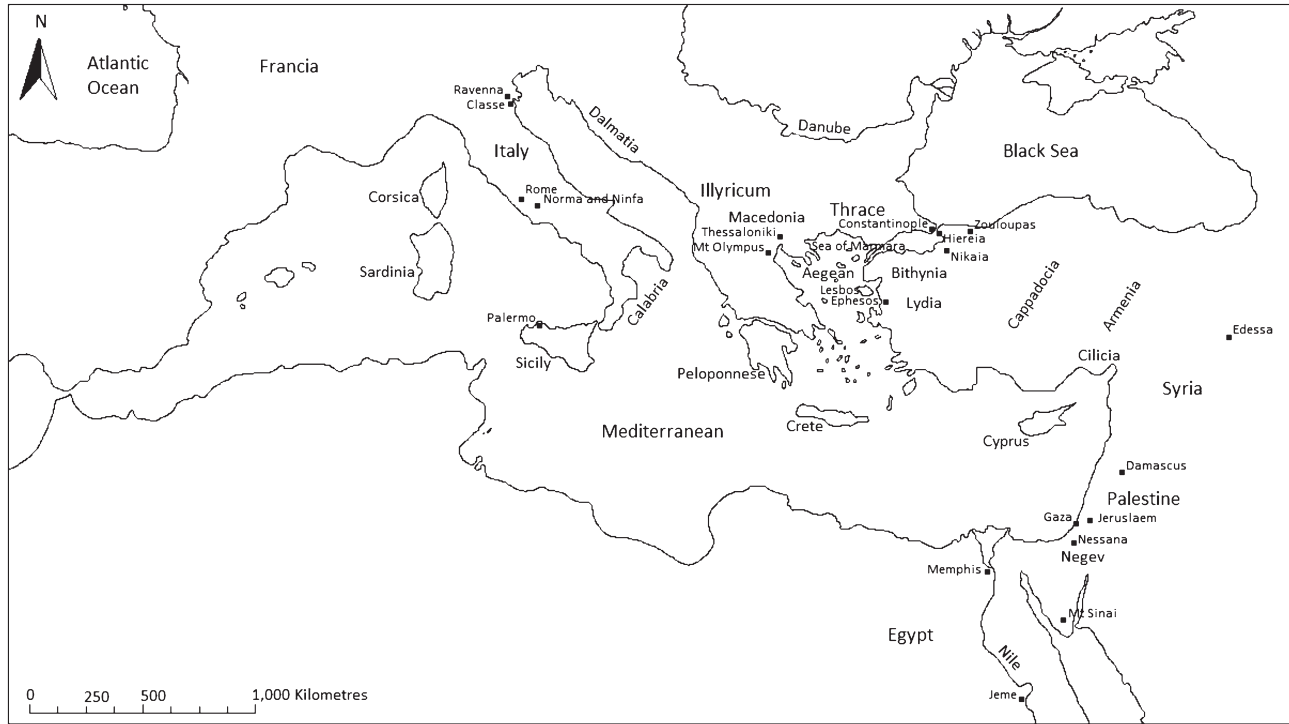 N
Atlantic
Ocean
Francia
Ravenna
Classe
Dalmatia
Danube
Italy
Black Sea
Corsica
Rome
Norma and Ninfa
Illyricum
Thrace
Macedonia
Constantinople
Zouloupas
Thessaloniki
Hiereia
Mt Olympus
Sea of Marmara
Nikaia
Sardinia
Aegean
Bithynia
Lesbos
Ephesos
Lydia
Cappadocia
Armenia
Calabria
Palermo
Edessa
Sicily
Cilicia
Peloponnese
Syria
Mediterranean
Crete
Cyprus
Damascus
Palestine
Gaza
Jeruslaem
Nessana
Negev
Memphis
Mt Sinai
Egypt
Nile
Jeme
0 250 500 1,000 Kilometres